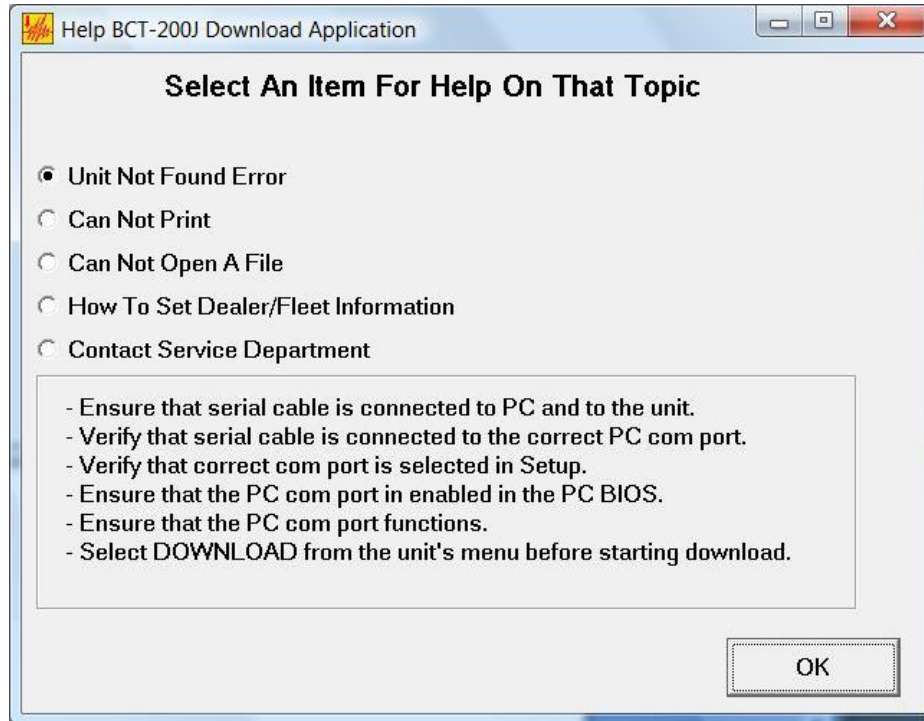 Help BCT-200J Download Application
Select An Item For Help On That Topic
Unit Not Found Error
Can Not Print
Can Not Open A File
How To Set Dealer/Fleet Information
Contact Service Department
- Ensure that serial cable is connected to PC and to the unit.
- Verify that serial cable is connected to the correct PC com port.
- Verify that correct com port is selected in Setup.
- Ensure that the PC com port in enabled in the PC BIOS.
- Ensure that the PC com port functions.
- Select DOWNLOAD from the unit's menu before starting download.
OK